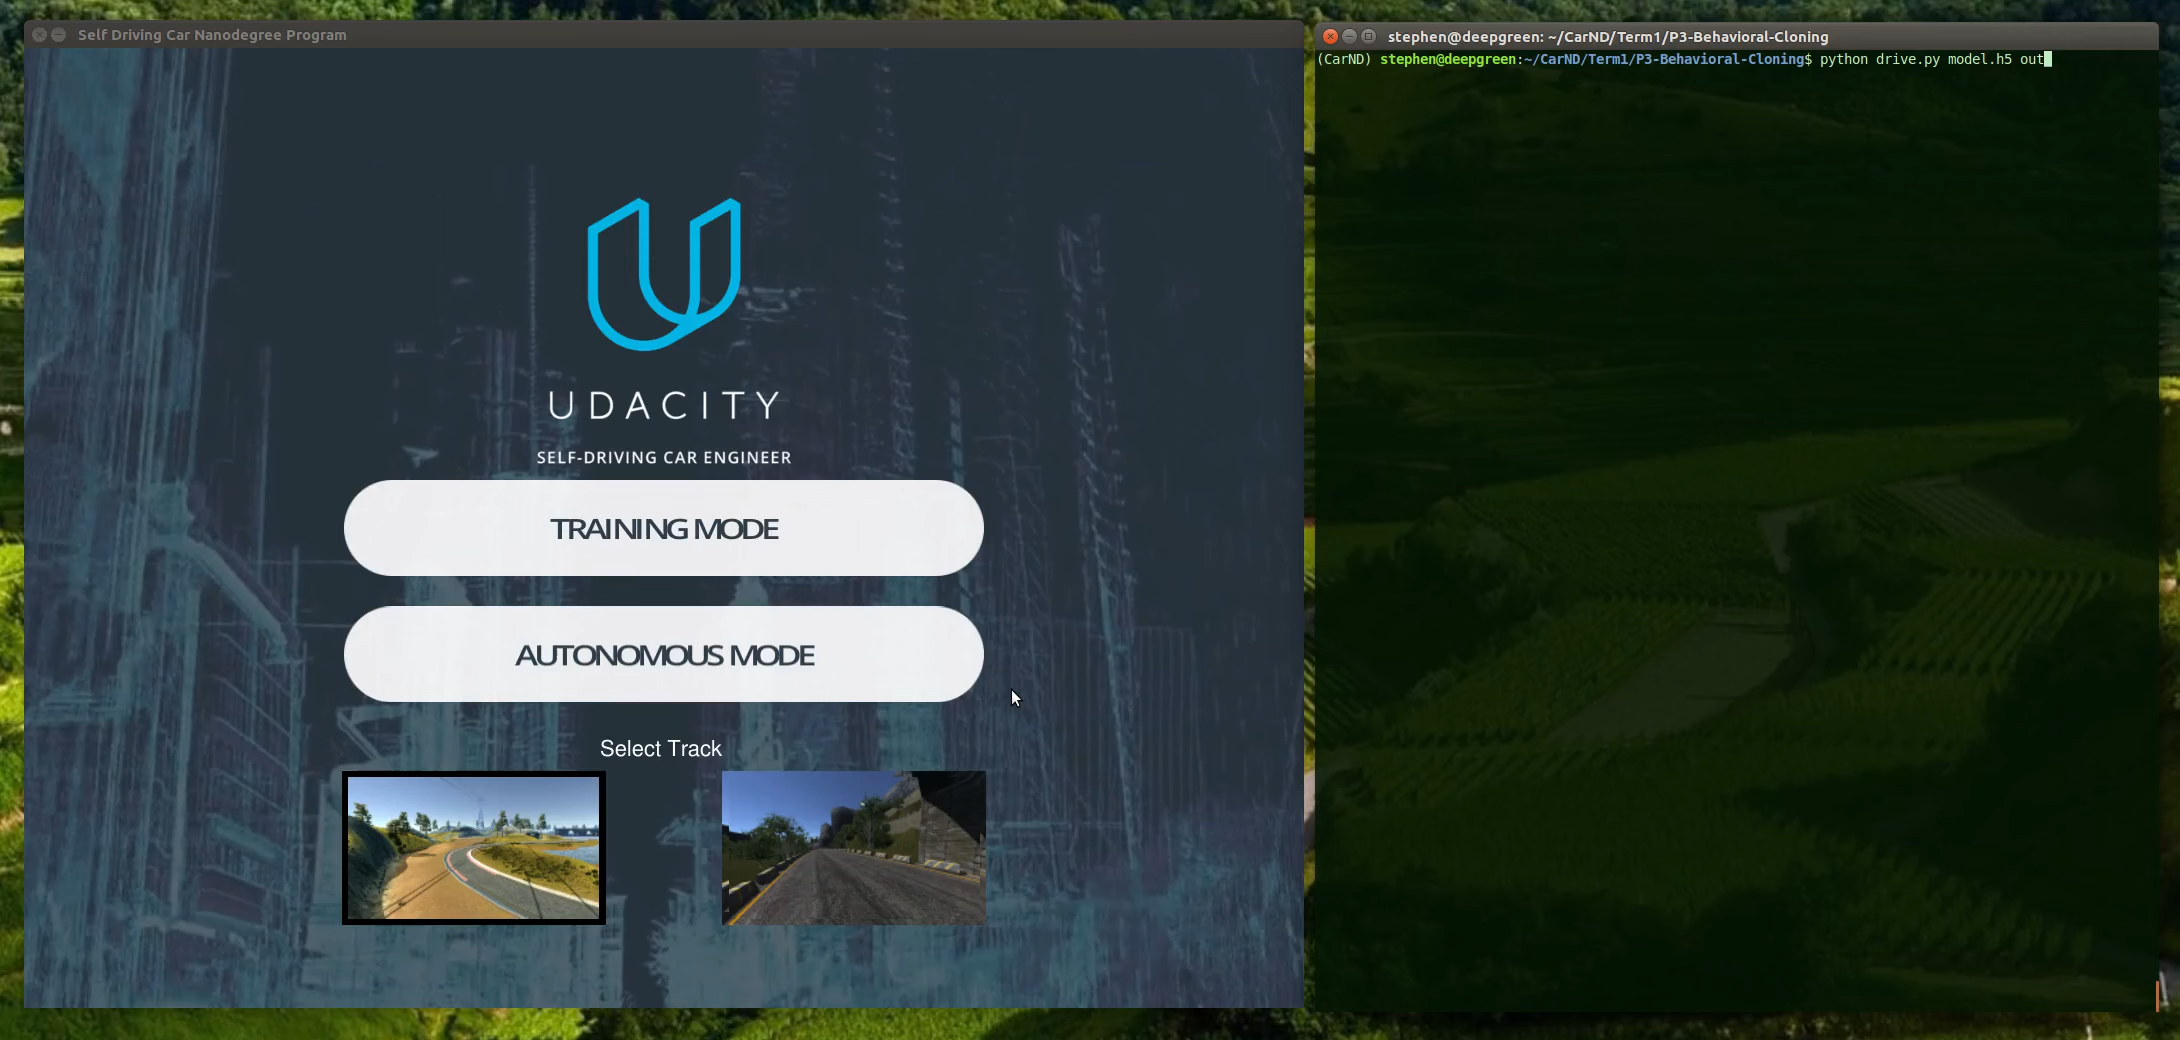 Self Driving Car Nanodegree Program
UDACITY
SELF-DRIVING CAR ENGINEER
TRAINING MODE
AUTONOMOUS MODE
Select Track
stephen@deepgreen: ~/CarND/Term1/P3-Behavioral-Cloning
(CarND) stephen@deepgreen:~/CarND/Term1/P3-Behavioral-Cloning$ python drive.py model.h5 out